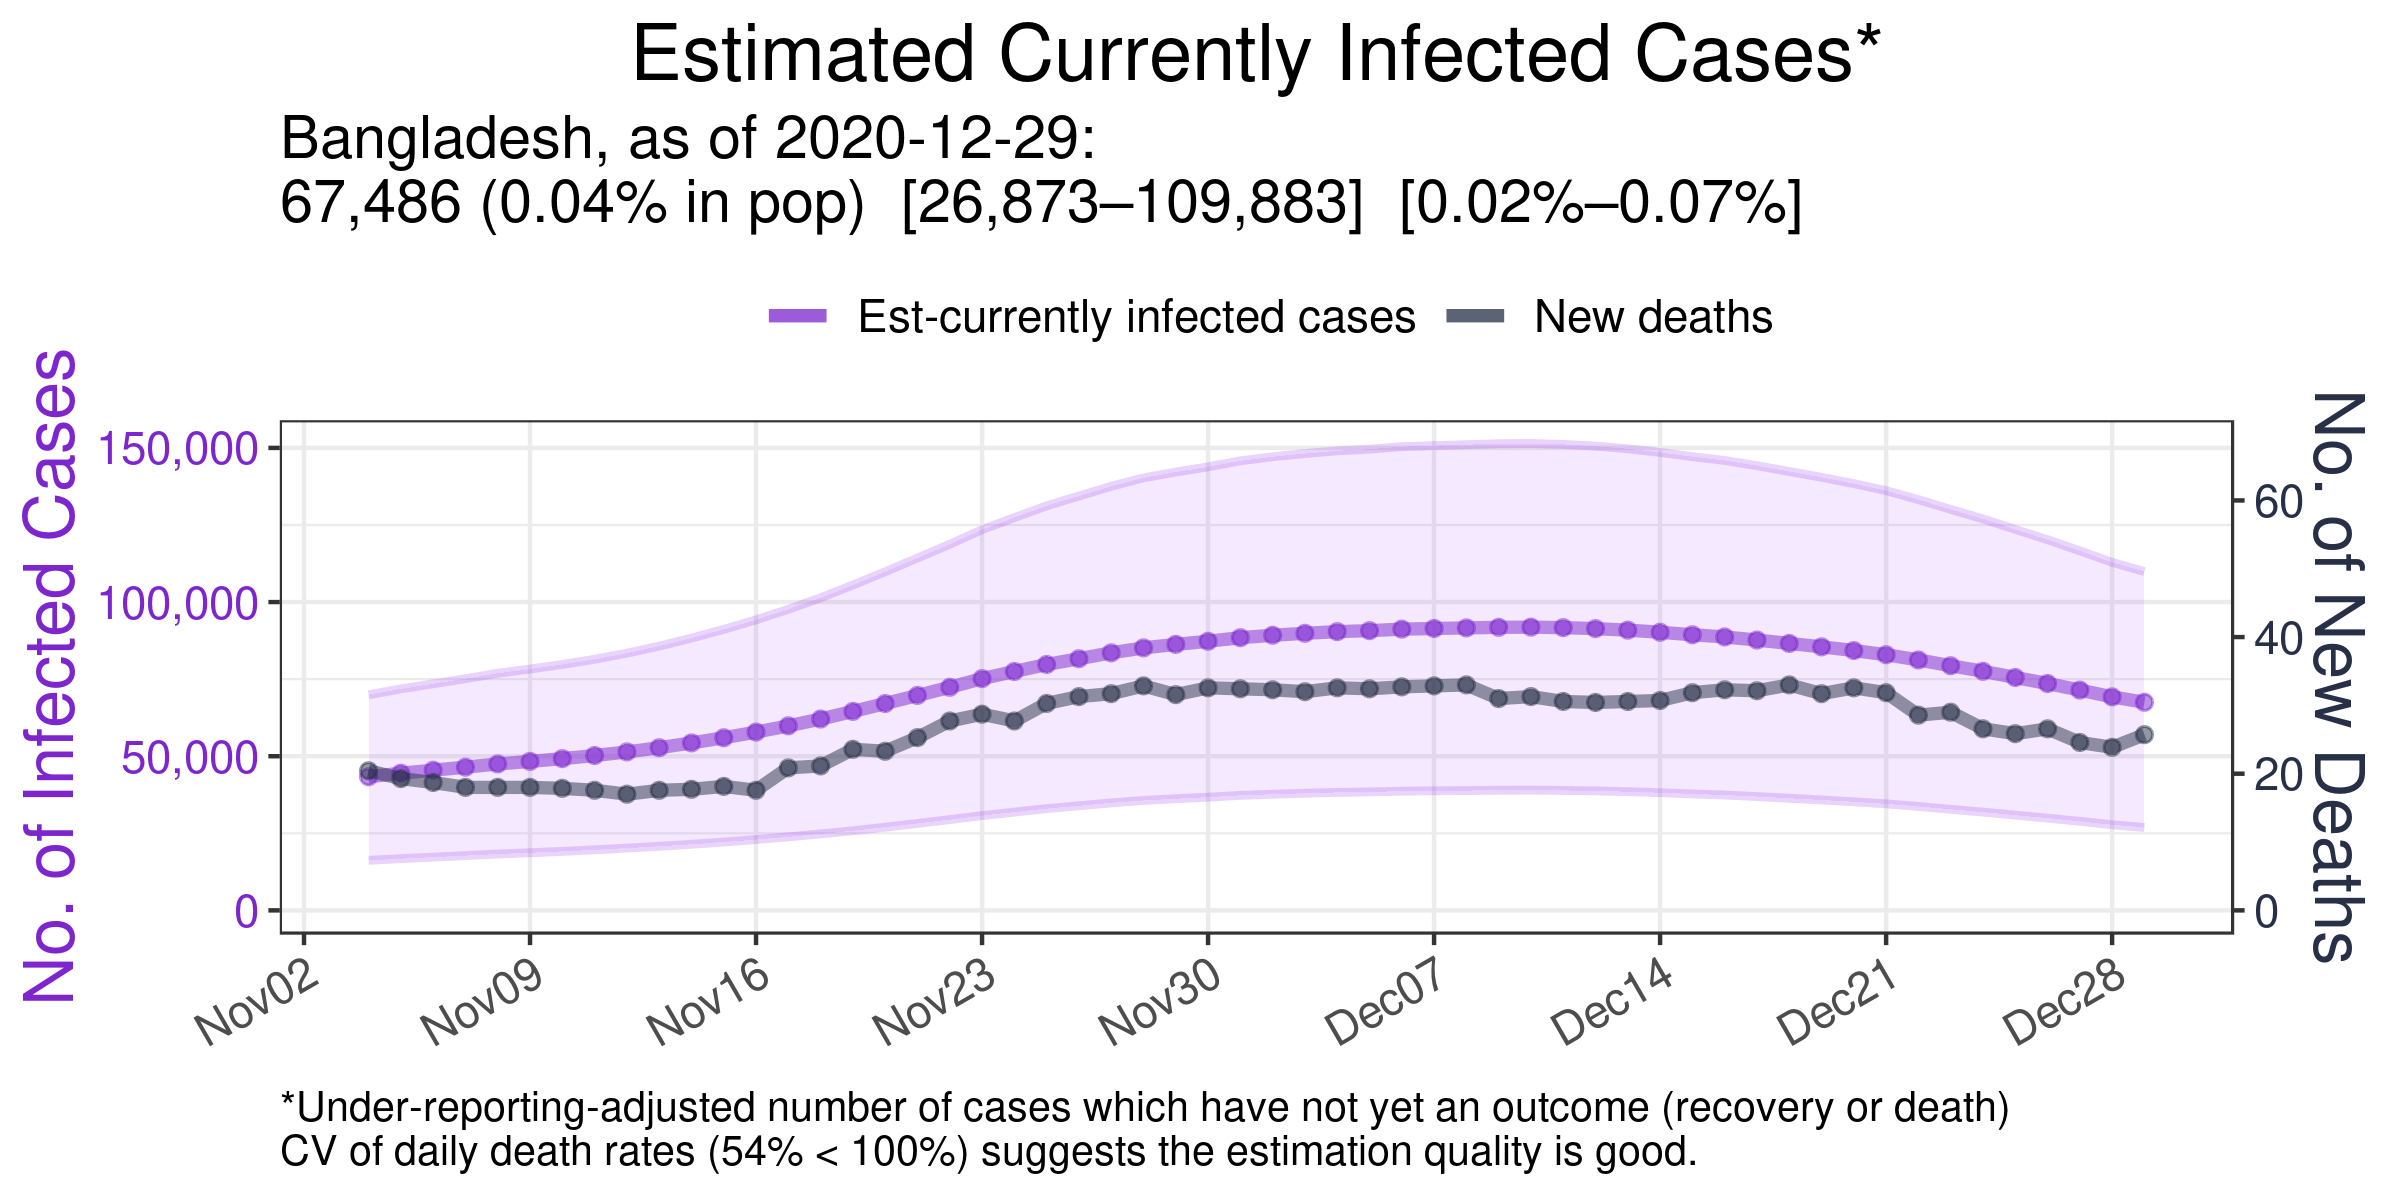 Estimated Currently Infected Cases*
Bangladesh, as of 2020-12-29:
67,486 (0.04% in pop)  [26,873–109,883]  [0.02%–0.07%]
Est-currently infected cases
New deaths
No. of Infected Cases
150,000
100,000
50,000
0
No. of New Deaths
60
40
20
0
Nov02
Nov09
Nov16
Nov23
Nov30
Dec07
Dec14
Dec21
Dec28
*Under-reporting-adjusted number of cases which have not yet an outcome (recovery or death)
CV of daily death rates (54% < 100%) suggests the estimation quality is good.